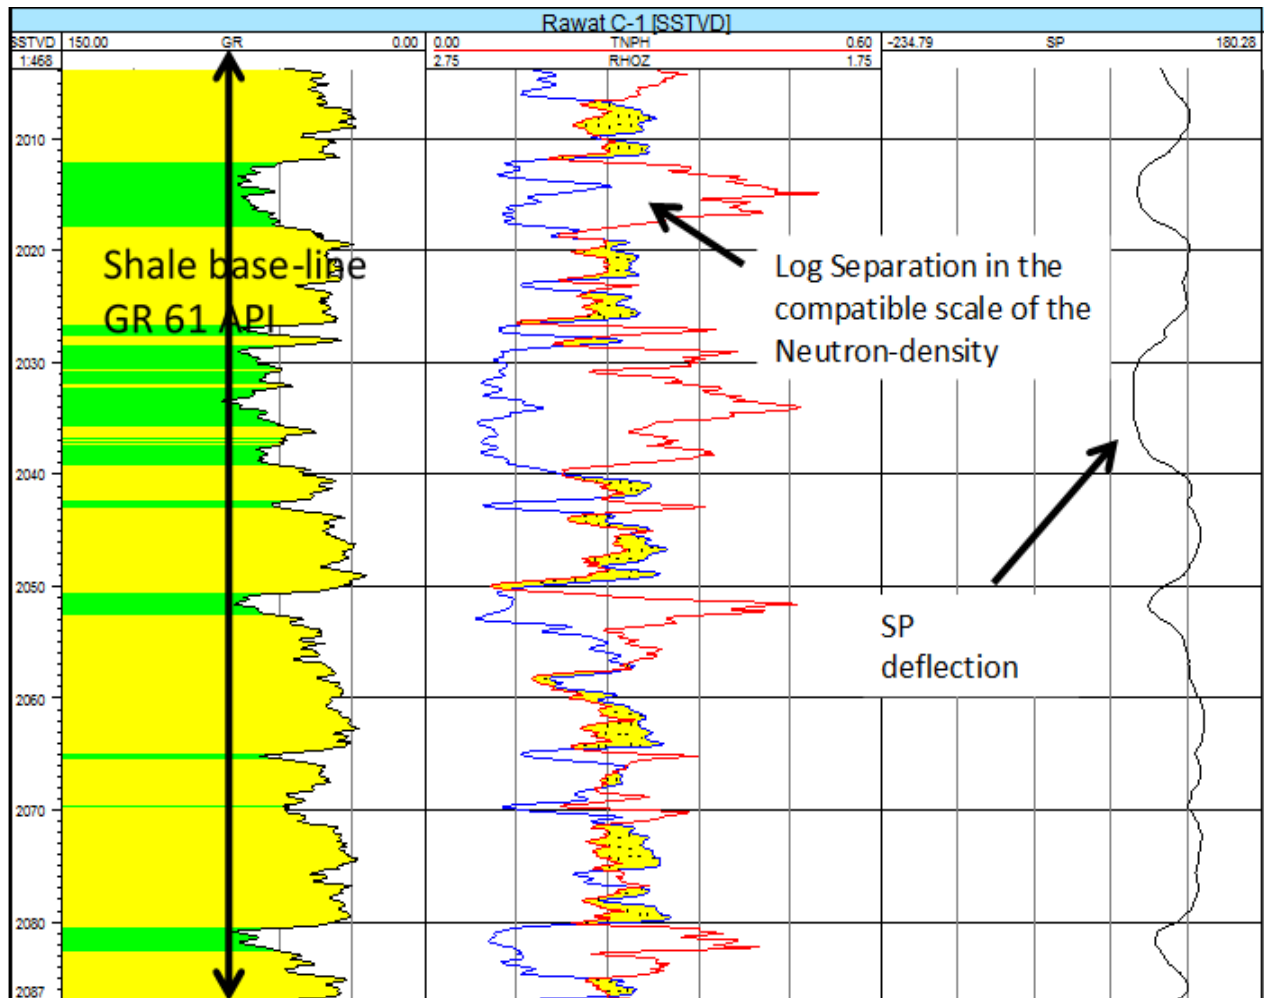 Rawat C-1 [SSTVD]
SSTVD 150.00 GR 0.00 0.00 TNPH 0.60 -234.79 SP 180.28
1:468 2.75 RHOZ 1.75
2010
2020
Shale base-line
GR 61 API
Log Separation in the
compatible scale of the
Neutron-density
2030
2040
2050
SP
deflection
2060
2070
2080
2087